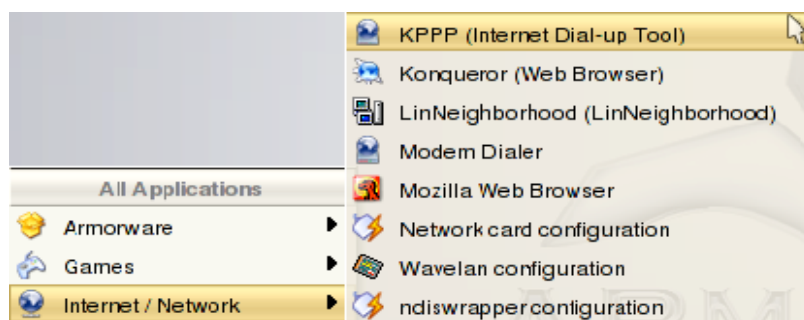 KPPP (Internet Dial-up Tool)
Konqueror (Web Browser)
LinNeighborhood (LinNeighborhood)
Modem Dialer
Mozilla Web Browser
Network card configuration
Wavelan configuration
ndiswrapper configuration
All Applications
Armorware
Games
Internet / Network